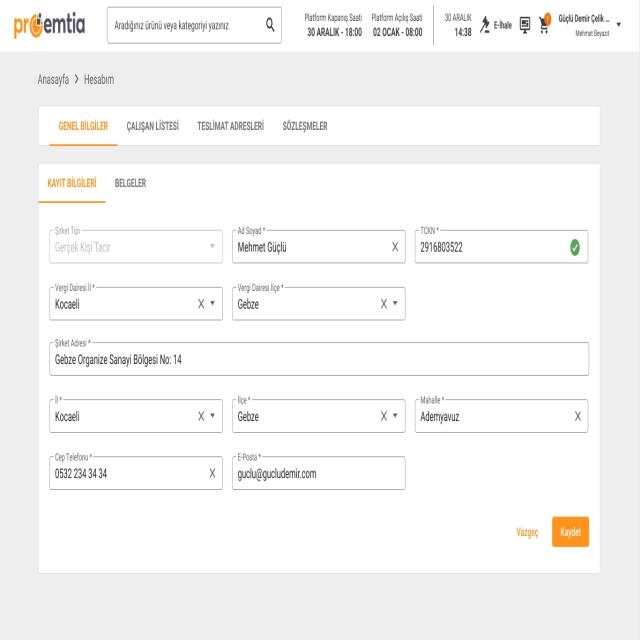 proemtia
Aradığınız ürünü veya kategoriyi yazınız
Platform Kapanış Saati
30 ARALIK - 18:00
Platform Açılış Saati
02 OCAK - 08:00
30 ARALIK
14:38
E-İhale
Güçlü Demir Çelik ...
Mehmet Beyazıt
Anasayfa > Hesabım
GENEL BİLGİLER ÇALIŞAN LİSTESİ TESLİMAT ADRESLERİ SÖZLEŞMELER
KAYIT BİLGİLERİ BELGELER
Şirket Tipi
Gerçek Kişi Tacir
Ad Soyad *
Mehmet Güçlü
TCKN *
2916803522
Vergi Dairesi İl *
Kocaeli
Vergi Dairesi İlçe *
Gebze
Şirket Adresi *
Gebze Organize Sanayi Bölgesi No: 14
İl *
Kocaeli
İlçe *
Gebze
Mahalle *
Ademyavuz
Cep Telefonu *
0532 234 34 34
E-Posta *
guclu@gucludemir.com
Vazgeç
Kaydet